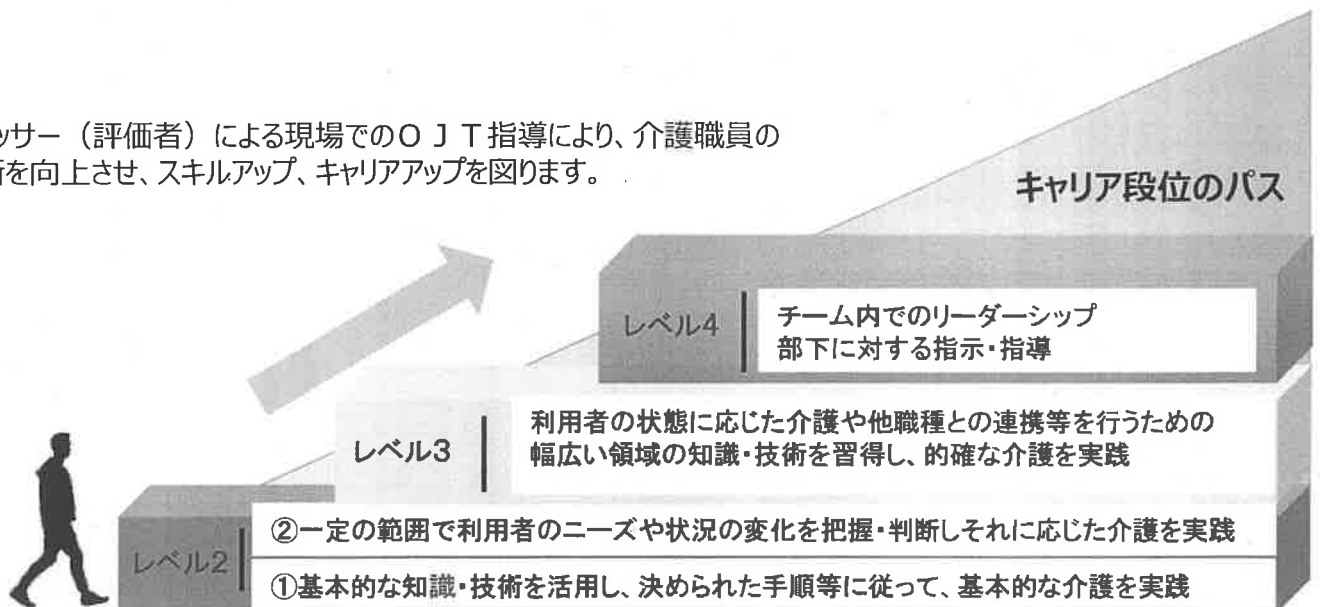 ッサー（評価者）による現場でのＯＪＴ指導により、介護職員の
を向上させ、スキルアップ、キャリアアップを図ります。
キャリア段位のパス
レベル4
チーム内でのリーダーシップ
部下に対する指示・指導
レベル3
利用者の状態に応じた介護や他職種との連携等を行うための
幅広い領域の知識・技術を習得し、的確な介護を実践
レベル2
②一定の範囲で利用者のニーズや状況の変化を把握・判断しそれに応じた介護を実践
①基本的な知識・技術を活用し、決められた手順等に従って、基本的な介護を実践